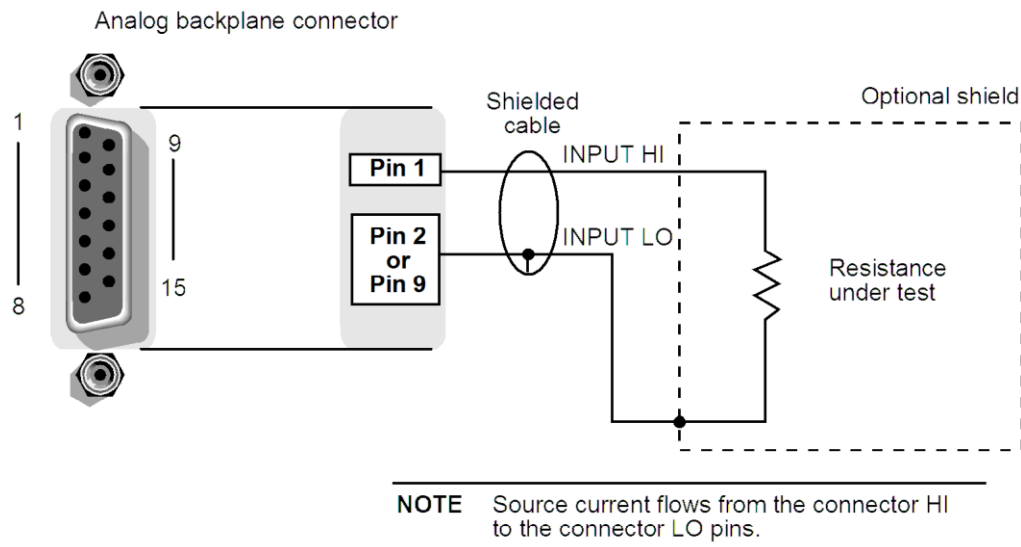 Analog backplane connector
Optional shield
Shielded
cable
1
9
INPUT HI
Pin 1
Pin 2
or
Pin 9
INPUT LO
Resistance
under test
15
8
NOTE Source current flows from the connector HI
to the connector LO pins.